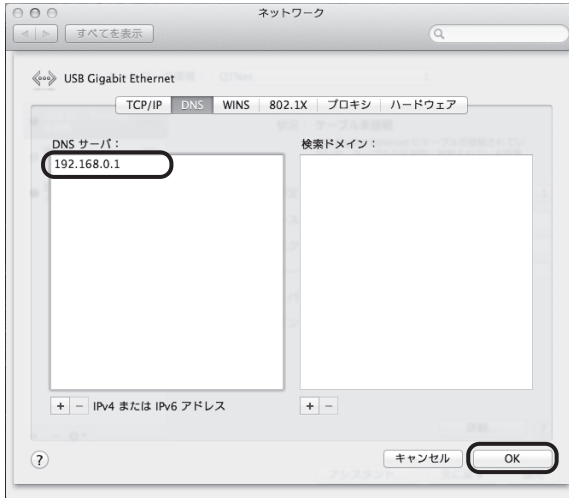 ネットワーク
すべてを表示
USB Gigabit Ethernet
TCP/IP DNS WINS 802.1X プロキシ ハードウェア
DNS サーバ： 検索ドメイン：
192.168.0.1
+ − IPv4 または IPv6 アドレス + −
? キャンセル OK